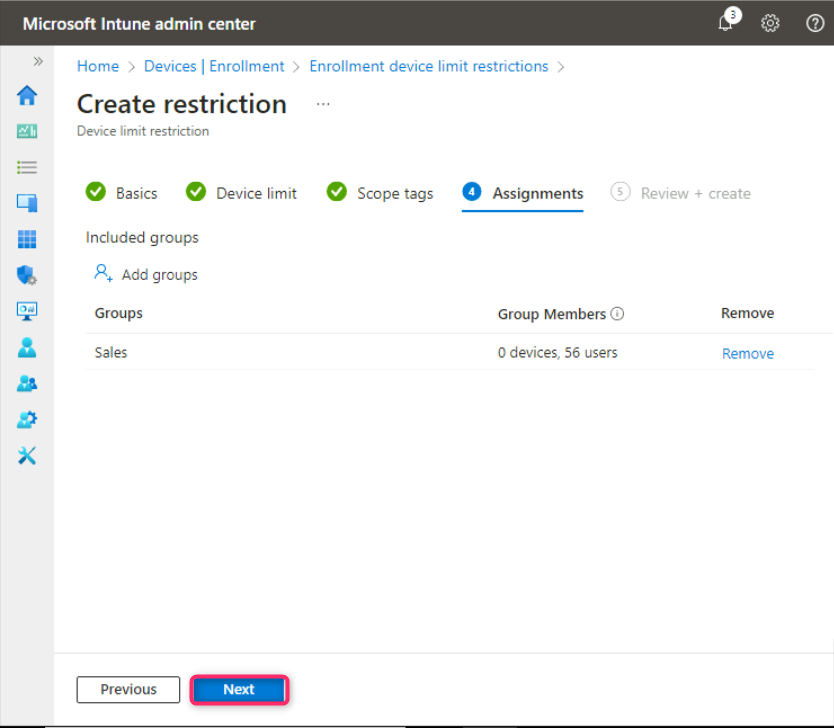 Microsoft Intune admin center
3
Home > Devices | Enrollment > Enrollment device limit restrictions >
Create restriction ...
Device limit restriction
Basics Device limit Scope tags 4 Assignments 5 Review + create
Included groups
Add groups
Groups Group Members Remove
Sales 0 devices, 56 users Remove
Previous Next